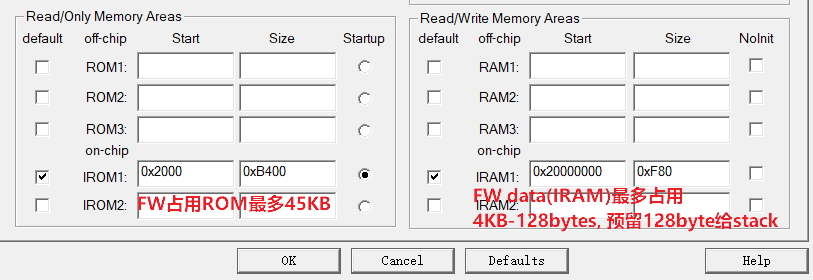 Read/Only Memory Areas
default off-chip Start Size Startup
ROM1:
ROM2:
ROM3:
on-chip
IROM1: 0x2000 0xB400
IROM2: FW占用ROM最多45KB
Read/Write Memory Areas
default off-chip Start Size NoInit
RAM1:
RAM2:
RAM3:
on-chip
IRAM1: 0x20000000 0xF80
IRAM2: FW data(IRAM)最多占用
4KB-128bytes, 预留128byte给stack
OK Cancel Defaults Help